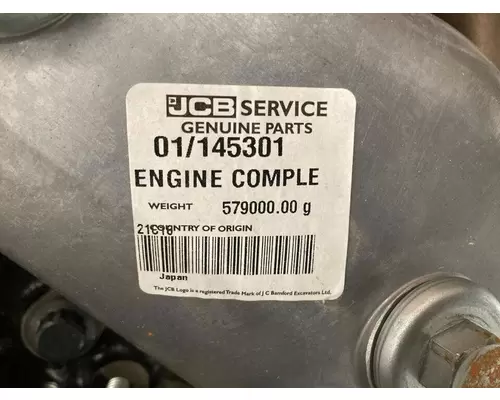 JCB SERVICE
GENUINE PARTS
01/145301
ENGINE COMPLE
WEIGHT 579000.00 g
COUNTRY OF ORIGIN
Japan
The JCB Logo is a registered Trade Mark of J C Bamford Excavators Ltd.